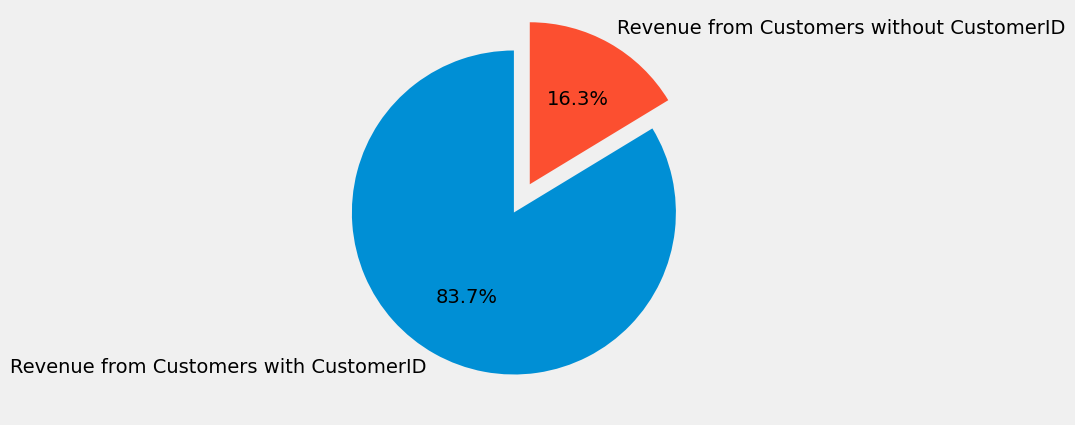 Revenue from Customers without CustomerID
16.3%
83.7%
Revenue from Customers with CustomerID